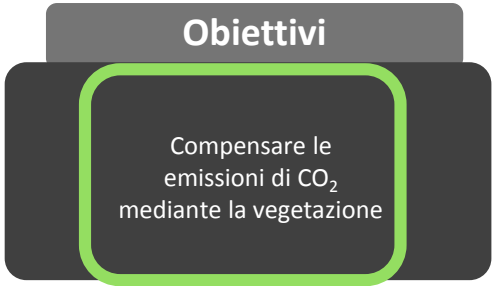 Obiettivi
Compensare le
emissioni di CO₂
mediante la vegetazione